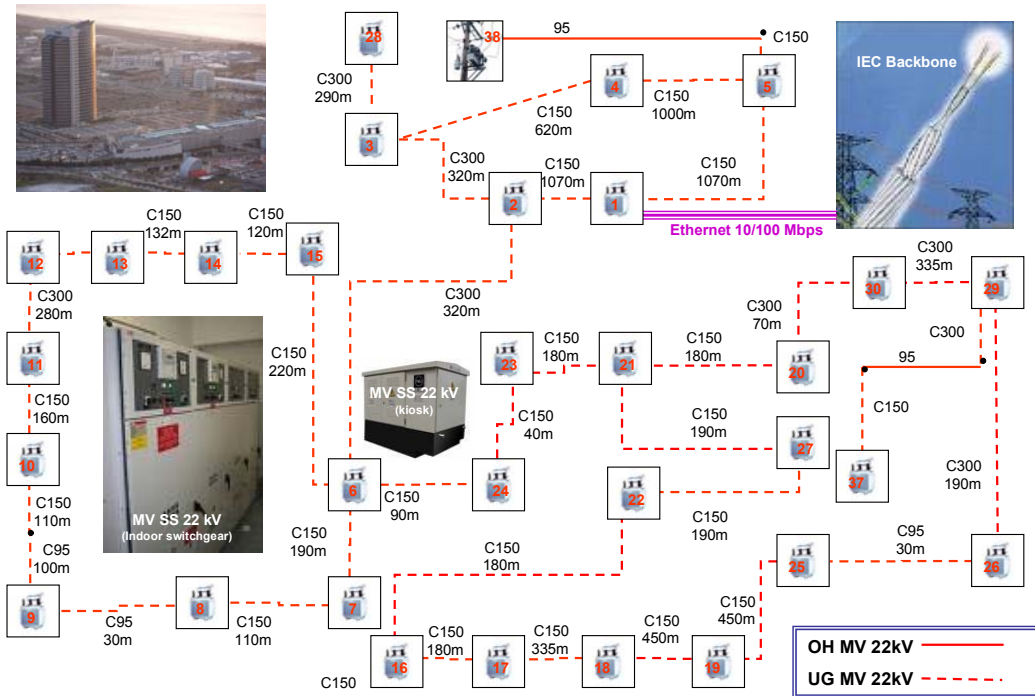 28
38
95
C150
IEC Backbone
C300
290m
4
5
C150
620m
C150
1000m
3
C300
320m
C150
1070m
C150
1070m
2
1
Ethernet 10/100 Mbps
C150
132m
C150
120m
12
13
14
15
C300
280m
C300
320m
C300
335m
30
29
C300
70m
C300
11
C150
220m
MV SS 22 kV
(kiosk)
23
C150
180m
21
C150
180m
20
95
C150
160m
C150
40m
C150
190m
27
C150
10
6
24
22
37
C300
190m
C150
110m
MV SS 22 kV
(Indoor switchgear)
C150
90m
C150
190m
C150
190m
C95
100m
C150
180m
C95
30m
25
26
9
8
7
C95
30m
C150
110m
C150
450m
C150
16
C150
180m
17
C150
335m
18
C150
450m
19
OH MV 22kV
UG MV 22kV